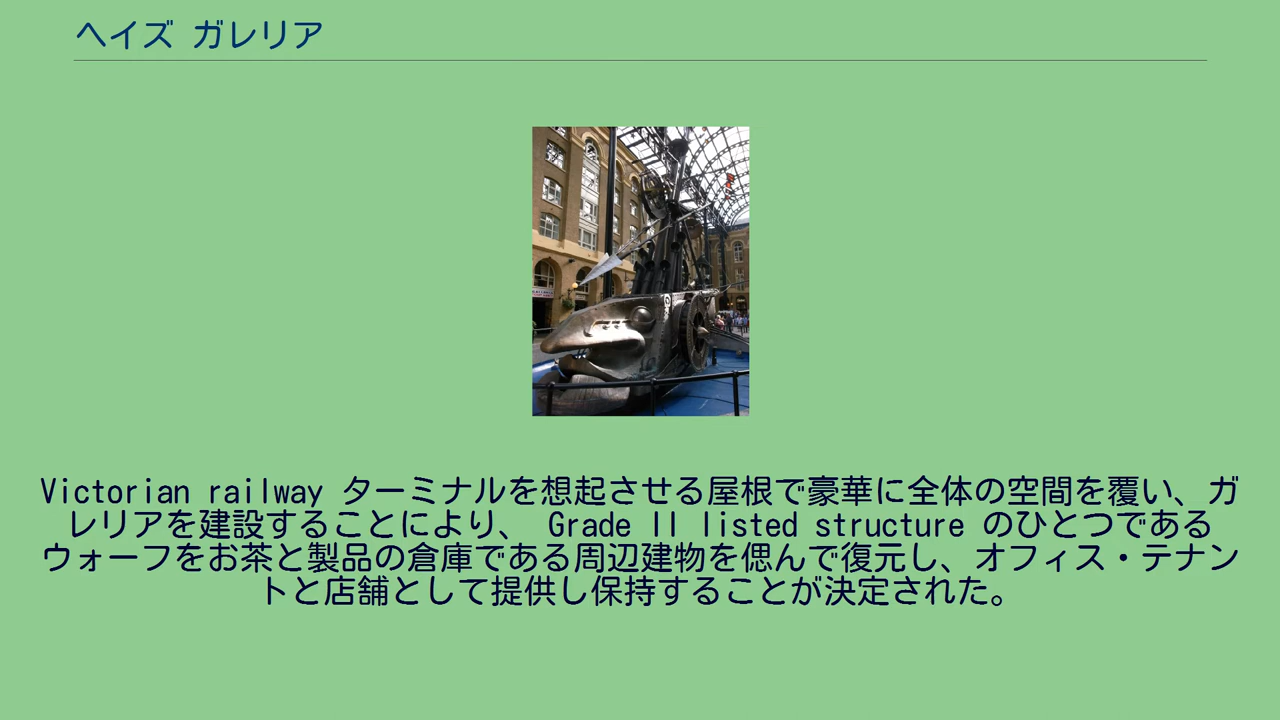 ヘイズ ガレリア
Victorian railway ターミナルを想起させる屋根で豪華に全体の空間を覆い、ガ
レリアを建設することにより、 Grade II listed structure のひとつである
ウォーフをお茶と製品の倉庫である周辺建物を偲んで復元し、オフィス・テナン
トと店舗として提供し保持することが決定された。